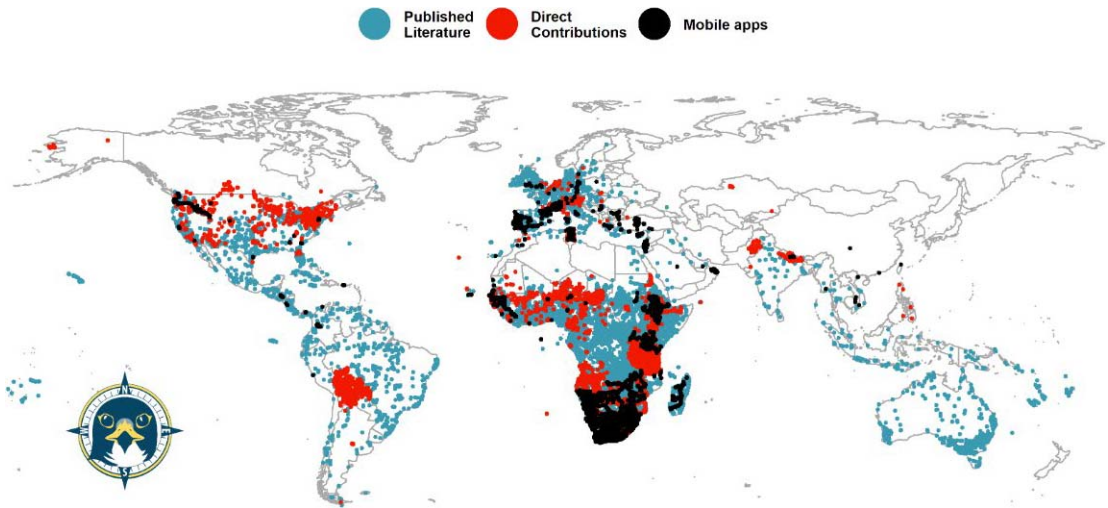 Published
Literature
Direct
Contributions
Mobile apps
N
W
E
S